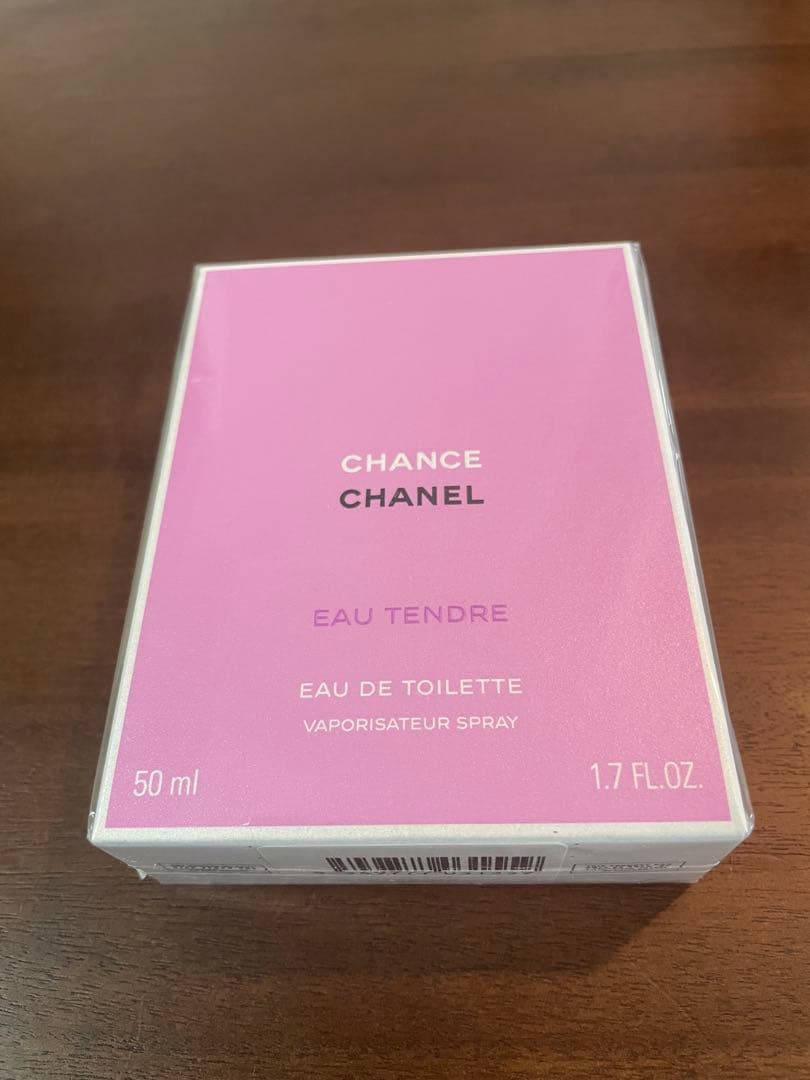 CHANCE
CHANEL
EAU TENDRE
EAU DE TOILETTE
VAPORISATEUR SPRAY
50 ml
1.7 FL.OZ.